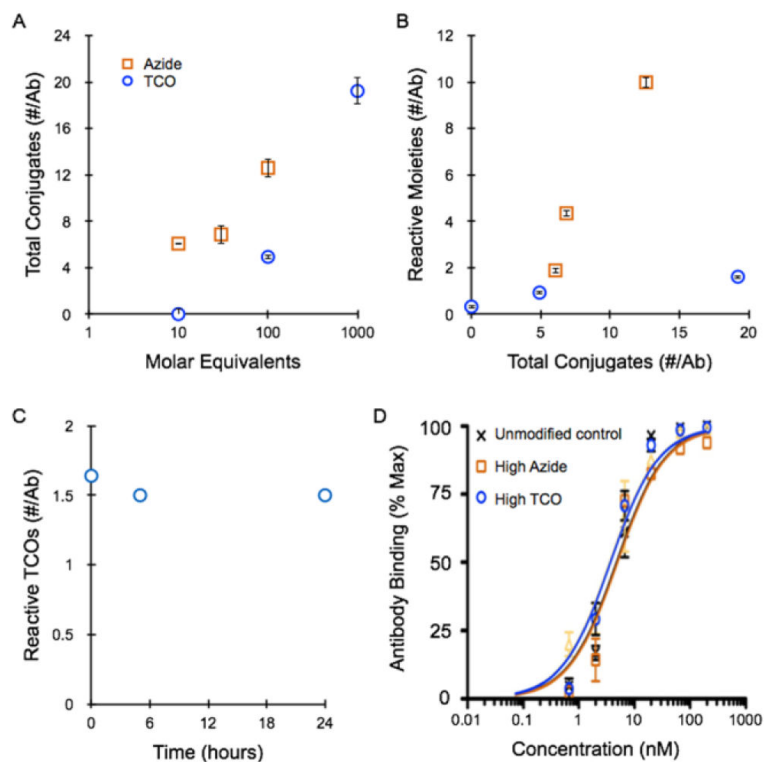 A
Total Conjugates (#/Ab)
24
20
16
12
8
4
0
Azide
TCO
1
10
100
1000
Molar Equivalents
B
Reactive Moieties (#/Ab)
12
10
8
6
4
2
0
0
5
10
15
20
Total Conjugates (#/Ab)
C
Reactive TCOs (#/Ab)
2
1.5
1
0.5
0
0
6
12
18
24
Time (hours)
D
Antibody Binding (% Max)
100
75
50
25
0
Unmodified control
High Azide
High TCO
0.01
0.1
1
10
100
1000
Concentration (nM)